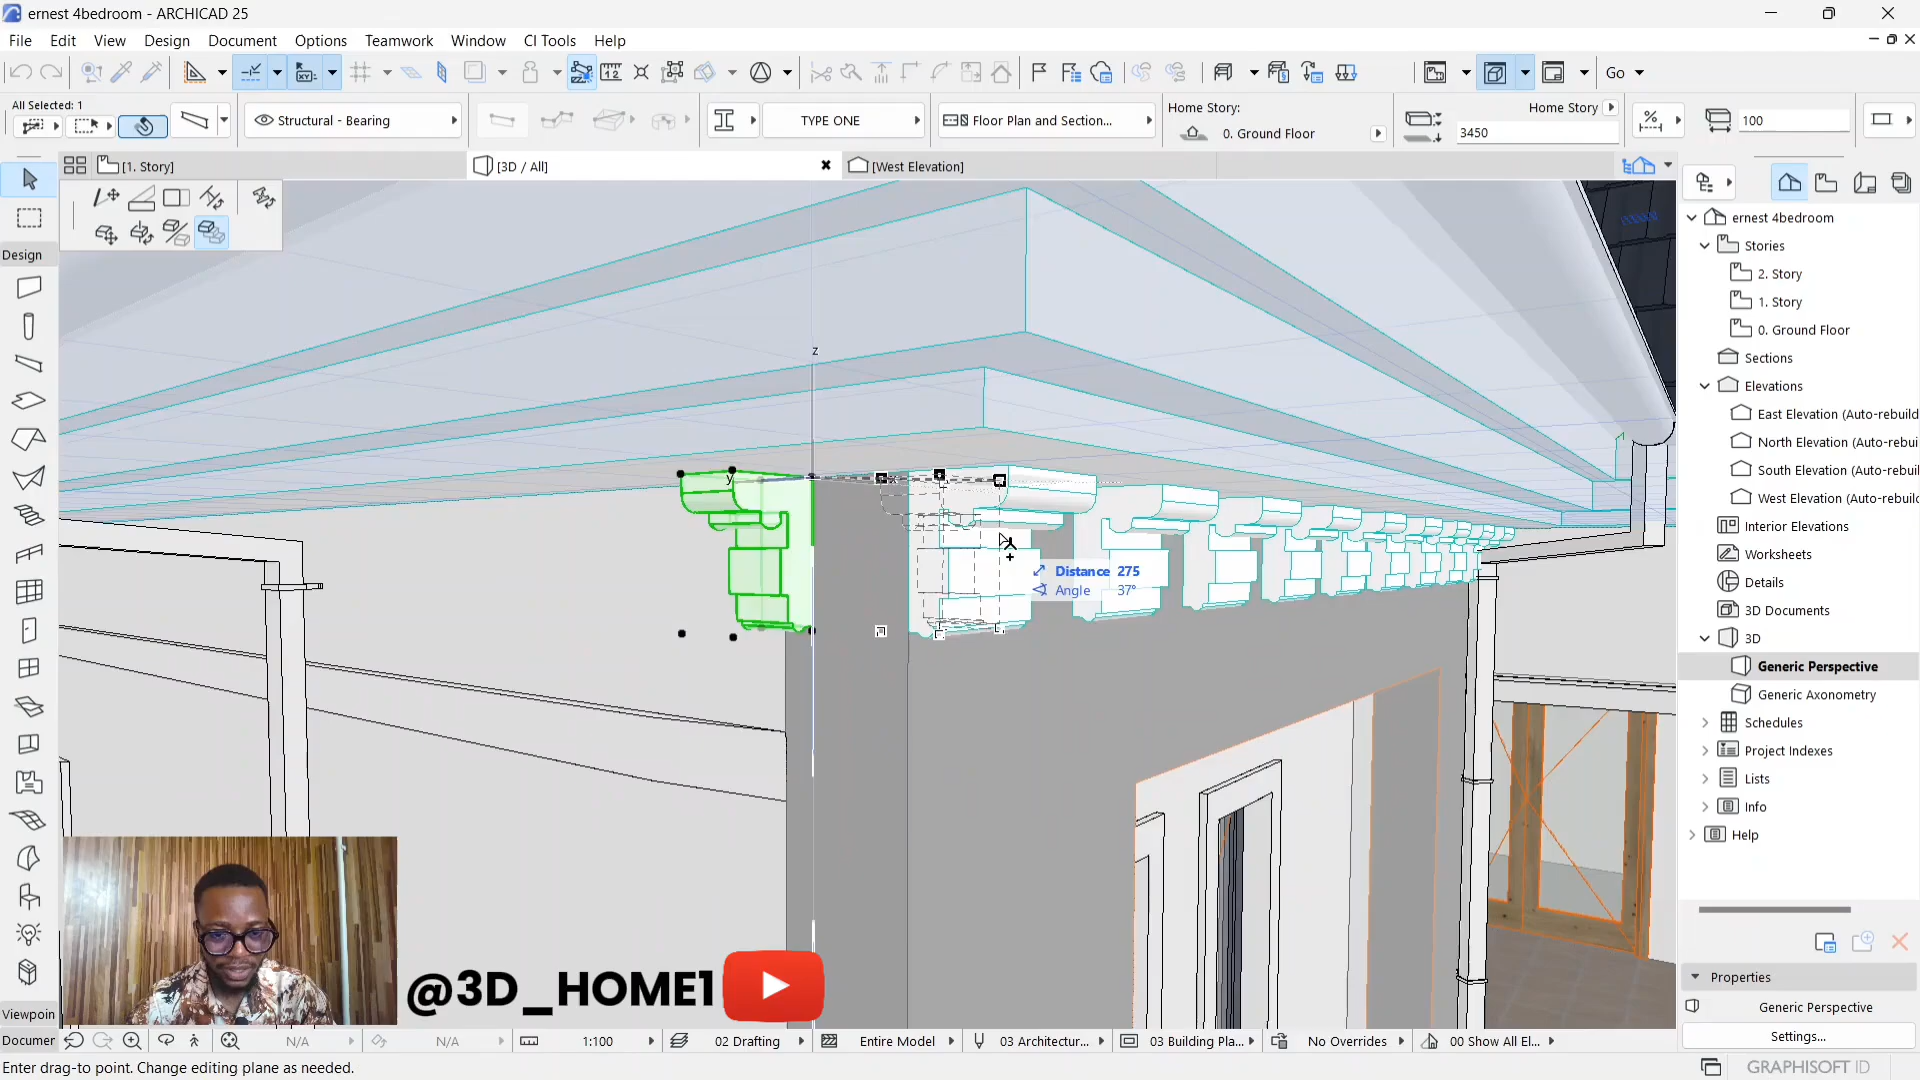 ernest 4bedroom - ARCHICAD 25
File Edit View Design Document Options Teamwork Window CI Tools Help
Go
All Selected: 1
Structural - Bearing
TYPE ONE
Floor Plan and Section...
Home Story:
0. Ground Floor
Home Story
3450
100
[1. Story]
[3D / All]
[West Elevation]
Design
ernest 4bedroom
Stories
2. Story
1. Story
0. Ground Floor
Sections
Elevations
East Elevation (Auto-rebuild
North Elevation (Auto-rebui
South Elevation (Auto-rebuil
West Elevation (Auto-rebuild
Interior Elevations
Worksheets
Details
3D Documents
3D
Generic Perspective
Generic Axonometry
Schedules
Project Indexes
Lists
Info
Help
z
y
x
Distance 275
Angle 37°
@3D_HOME1
Properties
Generic Perspective
Settings...
Viewpoin
Documer
N/A
N/A
1:100
02 Drafting
Entire Model
03 Architectur...
03 Building Pla...
No Overrides
00 Show All El...
Enter drag-to point. Change editing plane as needed.
GRAPHISOFT ID